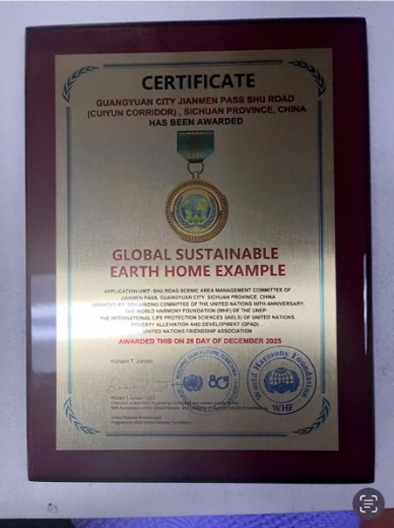 CERTIFICATE
GUANGYUAN CITY JIANMEN PASS SHU ROAD
(CUIYUN CORRIDOR) , SICHUAN PROVINCE, CHINA
HAS BEEN AWARDED
GLOBAL SUSTAINABLE
EARTH HOME EXAMPLE
APPLICATION UNIT: SHU ROAD SCENIC AREA MANAGEMENT COMMITTEE OF
JIANMEN PASS, GUANGYUAN CITY, SICHUAN PROVINCE, CHINA
GRANTED BY: ORGANIZING COMMITTEE OF THE UNITED NATIONS 80TH ANNIVERSARY,
THE WORLD HARMONY FOUNDATION (WHF) OF THE UNEP
THE INTERNATIONAL LIFE PROTECTION SCIENCES (IAELS) OF UNITED NATIONS,
POVERTY ALLEVIATION AND DEVELOPMENT (OPAD)
UNITED NATIONS FRIENDSHIP ASSOCIATION
AWARDED THIS ON 28 DAY OF DECEMBER 2025
Richard T. Jordan
World Harmony Foundation
WHF
80